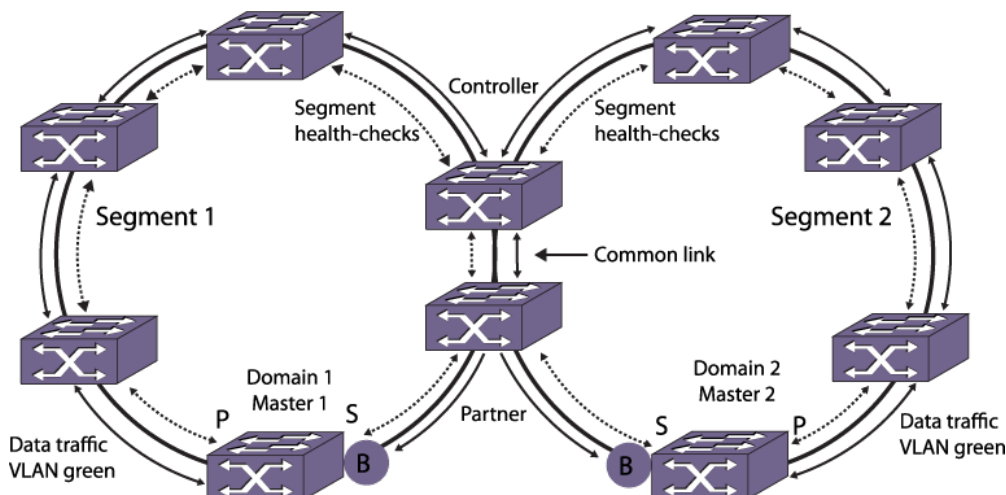 Controller
Segment
health-checks
Segment
health-checks
Segment 1
Segment 2
Common link
Domain 1
Master 1
Domain 2
Master 2
P
S
Partner
S
P
Data traffic
VLAN green
B
B
Data traffic
VLAN green